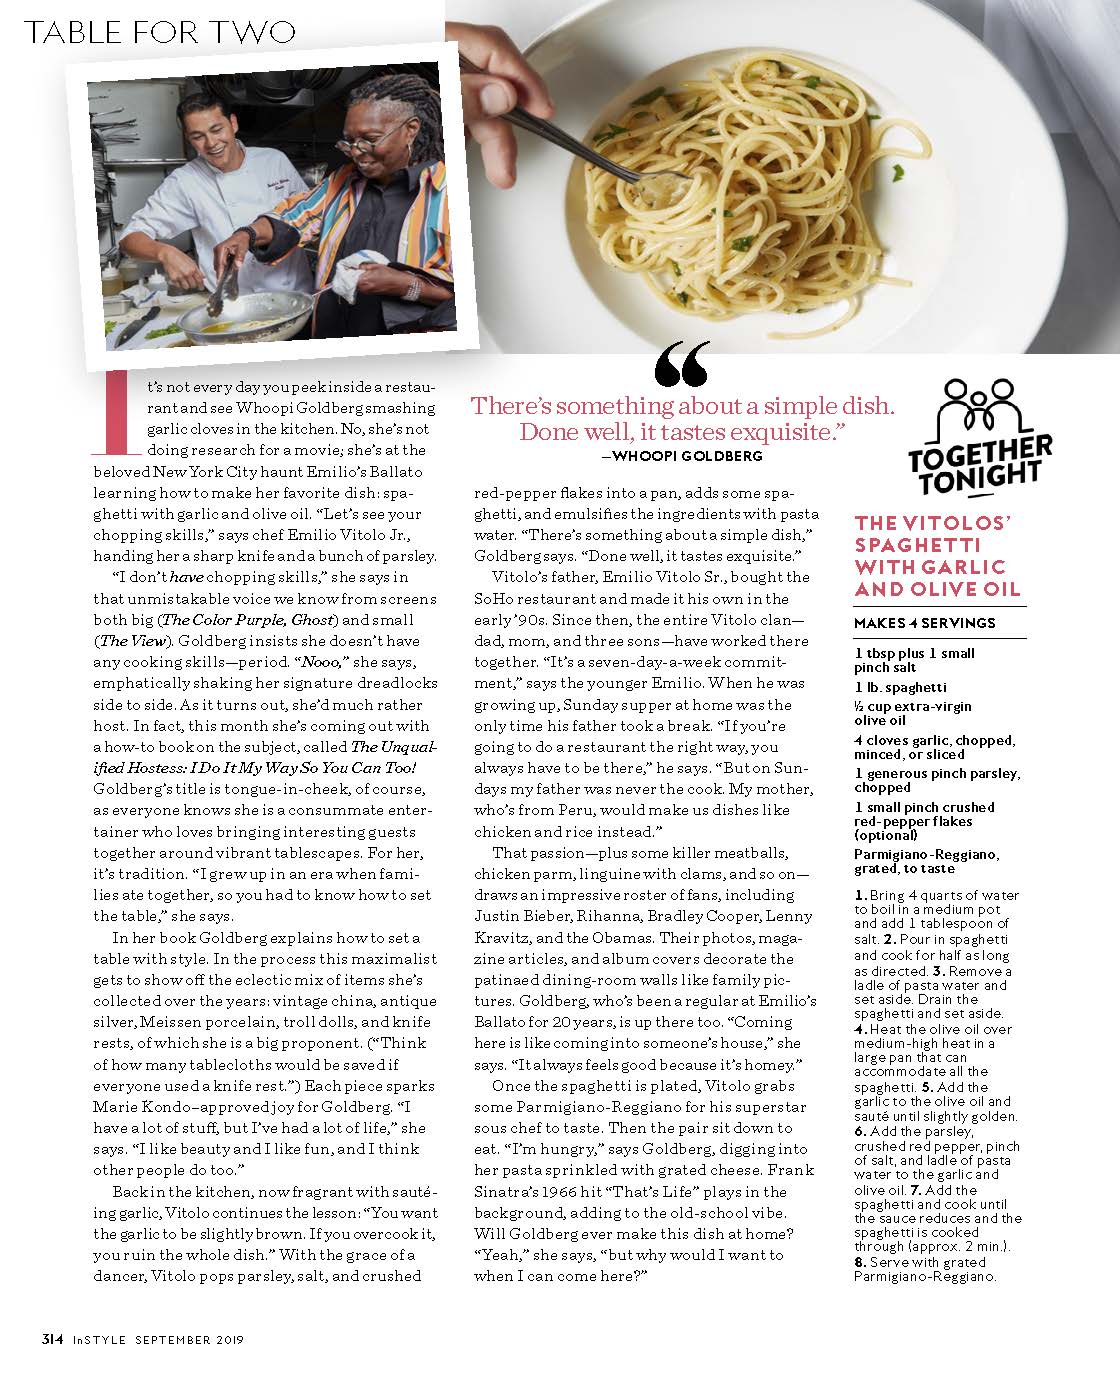 TABLE FOR TWO
It's not every day you peek inside a restau-
rant and see Whoopi Goldberg smashing
garlic cloves in the kitchen. No, she's not
doing research for a movie; she's at the
beloved New York City haunt Emilio's Ballato
learning how to make her favorite dish: spa-
ghetti with garlic and olive oil. “Let's see your
chopping skills,” says chef Emilio Vitolo Jr.,
handing her a sharp knife and a bunch of parsley.
“I don't have chopping skills,” she says in
that unmistakable voice we know from screens
both big (The Color Purple, Ghost) and small
(The View). Goldberg insists she doesn't have
any cooking skills—period. “Nooo,” she says,
emphatically shaking her signature dreadlocks
side to side. As it turns out, she'd much rather
host. In fact, this month she's coming out with
a how-to book on the subject, called The Unqual-
ified Hostess: I Do It My Way So You Can Too!
Goldberg's title is tongue-in-cheek, of course,
as everyone knows she is a consummate enter-
tainer who loves bringing interesting guests
together around vibrant tablescapes. For her,
it's tradition. “I grew up in an era when fami-
lies ate together, so you had to know how to set
the table,” she says.
In her book Goldberg explains how to set a
table with style. In the process this maximalist
gets to show off the eclectic mix of items she's
collected over the years: vintage china, antique
silver, Meissen porcelain, troll dolls, and knife
rests, of which she is a big proponent. (“Think
of how many tablecloths would be saved if
everyone used a knife rest.”) Each piece sparks
Marie Kondo–approved joy for Goldberg. “I
have a lot of stuff, but I've had a lot of life,” she
says. “I like beauty and I like fun, and I think
other people do too.”
Back in the kitchen, now fragrant with sauté-
ing garlic, Vitolo continues the lesson: “You want
the garlic to be slightly brown. If you overcook it,
you ruin the whole dish.” With the grace of a
dancer, Vitolo pops parsley, salt, and crushed
“
There's something about a simple dish.
Done well, it tastes exquisite.”
—WHOOPI GOLDBERG
red-pepper flakes into a pan, adds some spa-
ghetti, and emulsifies the ingredients with pasta
water. “There's something about a simple dish,”
Goldberg says. “Done well, it tastes exquisite.”
Vitolo's father, Emilio Vitolo Sr., bought the
SoHo restaurant and made it his own in the
early '90s. Since then, the entire Vitolo clan—
dad, mom, and three sons—have worked there
together. “It's a seven-day-a-week commit-
ment,” says the younger Emilio. When he was
growing up, Sunday supper at home was the
only time his father took a break. “If you're
going to do a restaurant the right way, you
always have to be there,” he says. “But on Sun-
days my father was never the cook. My mother,
who's from Peru, would make us dishes like
chicken and rice instead.”
That passion—plus some killer meatballs,
chicken parm, linguine with clams, and so on—
draws an impressive roster of fans, including
Justin Bieber, Rihanna, Bradley Cooper, Lenny
Kravitz, and the Obamas. Their photos, maga-
zine articles, and album covers decorate the
patinaed dining-room walls like family pic-
tures. Goldberg, who's been a regular at Emilio's
Ballato for 20 years, is up there too. “Coming
here is like coming into someone's house,” she
says. “It always feels good because it's homey.”
Once the spaghetti is plated, Vitolo grabs
some Parmigiano-Reggiano for his superstar
sous chef to taste. Then the pair sit down to
eat. “I'm hungry,” says Goldberg, digging into
her pasta sprinkled with grated cheese. Frank
Sinatra's 1966 hit “That's Life” plays in the
background, adding to the old-school vibe.
Will Goldberg ever make this dish at home?
“Yeah,” she says, “but why would I want to
when I can come here?”
TOGETHER
TONIGHT
THE VITOLOS'
SPAGHETTI
WITH GARLIC
AND OLIVE OIL
MAKES 4 SERVINGS
1 tbsp plus 1 small
pinch salt
1 lb. spaghetti
½ cup extra-virgin
olive oil
4 cloves garlic, chopped,
minced, or sliced
1 generous pinch parsley,
chopped
1 small pinch crushed
red-pepper flakes
(optional)
Parmigiano-Reggiano,
grated, to taste
1. Bring 4 quarts of water
to boil in a medium pot
and add 1 tablespoon of
salt. 2. Pour in spaghetti
and cook for half as long
as directed. 3. Remove a
ladle of pasta water and
set aside. Drain the
spaghetti and set aside.
4. Heat the olive oil over
medium-high heat in a
large pan that can
accommodate all the
spaghetti. 5. Add the
garlic to the olive oil and
sauté until slightly golden.
6. Add the parsley,
crushed red pepper, pinch
of salt, and ladle of pasta
water to the garlic and
olive oil. 7. Add the
spaghetti and cook until
the sauce reduces and the
spaghetti is cooked
through (approx. 2 min.).
8. Serve with grated
Parmigiano-Reggiano.
314 InSTYLE SEPTEMBER 2019